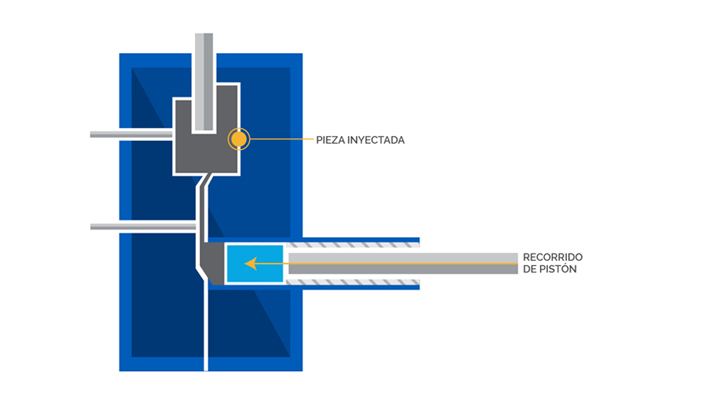 PIEZA INYECTADA
RECORRIDO
DE PISTÓN